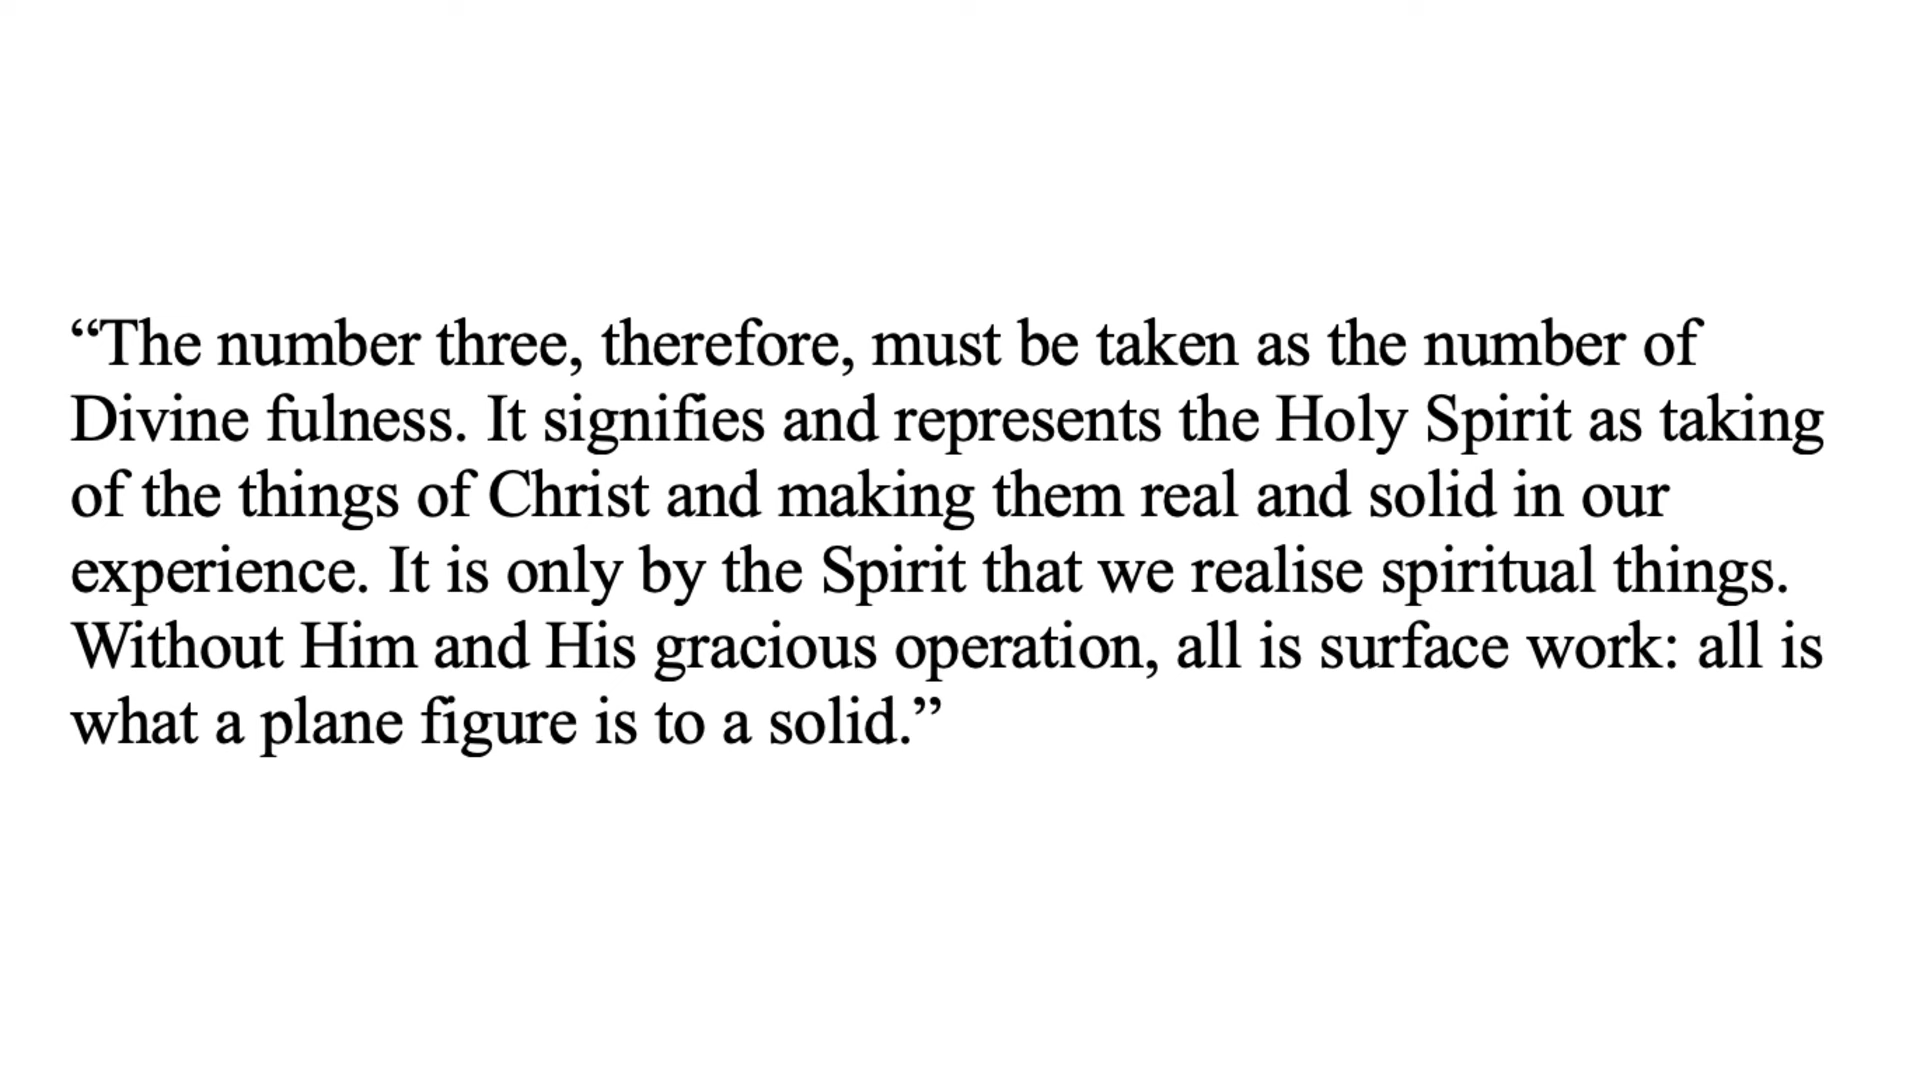 “The number three, therefore, must be taken as the number of
Divine fulness. It signifies and represents the Holy Spirit as taking
of the things of Christ and making them real and solid in our
experience. It is only by the Spirit that we realise spiritual things.
Without Him and His gracious operation, all is surface work: all is
what a plane figure is to a solid.”